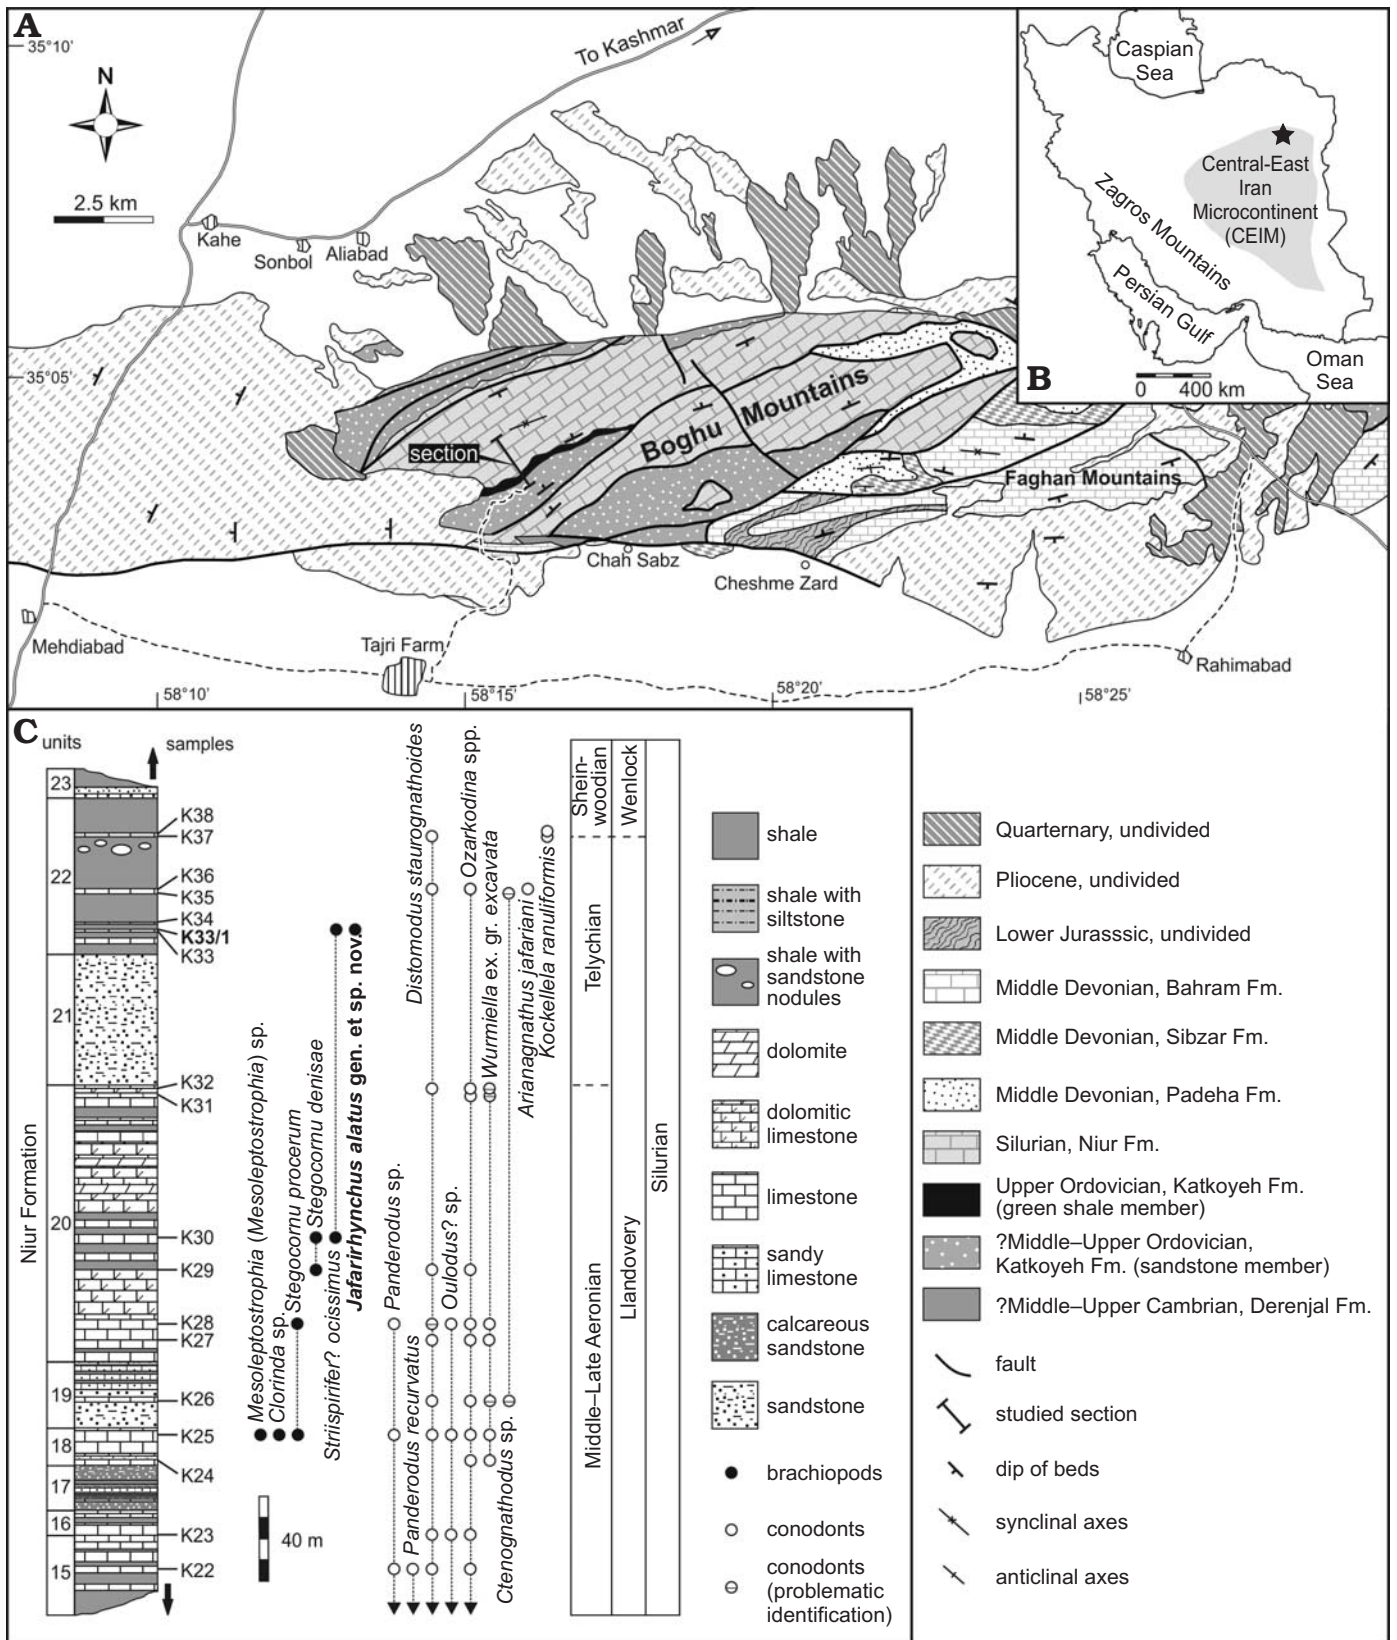 A
35°10'
To Kashmar
N
2.5 km
Kahe
Sonbol
Aliabad
35°05'
section
Boghu Mountains
Faghan Mountains
Chah Sabz
Cheshme Zard
Mehdiabad
Tajri Farm
Rahimabad
58°10'
58°15'
58°20'
58°25'
Caspian
Sea
Central-East
Iran
Microcontinent
(CEIM)
Zagros Mountains
Persian Gulf
Oman
Sea
B
0 400 km
C
units
samples
Niur Formation
23
22
21
20
19
18
17
16
15
K38
K37
K36
K35
K34
K33/1
K33
K32
K31
K30
K29
K28
K27
K26
K25
K24
K23
K22
40 m
Mesoleptostrophia (Mesoleptostrophia) sp.
Clorinda sp.
Stegocornu procerum
Stegocornu denisae
Striispirifer? ocissimus
Jafarirhynchus alatus gen. et sp. nov.
Panderodus sp.
Panderodus recurvatus
Distomodus staurognathoides
Oulodus? sp.
Ozarkodina spp.
Wurmiella ex. gr. excavata
Ctenognathodus sp.
Arianagnathus jafariani
Kockellela ranuliformis
Shein-
woodian
Telychian
Middle–Late Aeronian
Wenlock
Llandovery
Silurian
shale
shale with
siltstone
shale with
sandstone
nodules
dolomite
dolomitic
limestone
limestone
sandy
limestone
calcareous
sandstone
sandstone
brachiopods
conodonts
conodonts
(problematic
identification)
Quarternary, undivided
Pliocene, undivided
Lower Jurasssic, undivided
Middle Devonian, Bahram Fm.
Middle Devonian, Sibzar Fm.
Middle Devonian, Padeha Fm.
Silurian, Niur Fm.
Upper Ordovician, Katkoyeh Fm.
(green shale member)
?Middle–Upper Ordovician,
Katkoyeh Fm. (sandstone member)
?Middle–Upper Cambrian, Derenjal Fm.
fault
studied section
dip of beds
synclinal axes
anticlinal axes